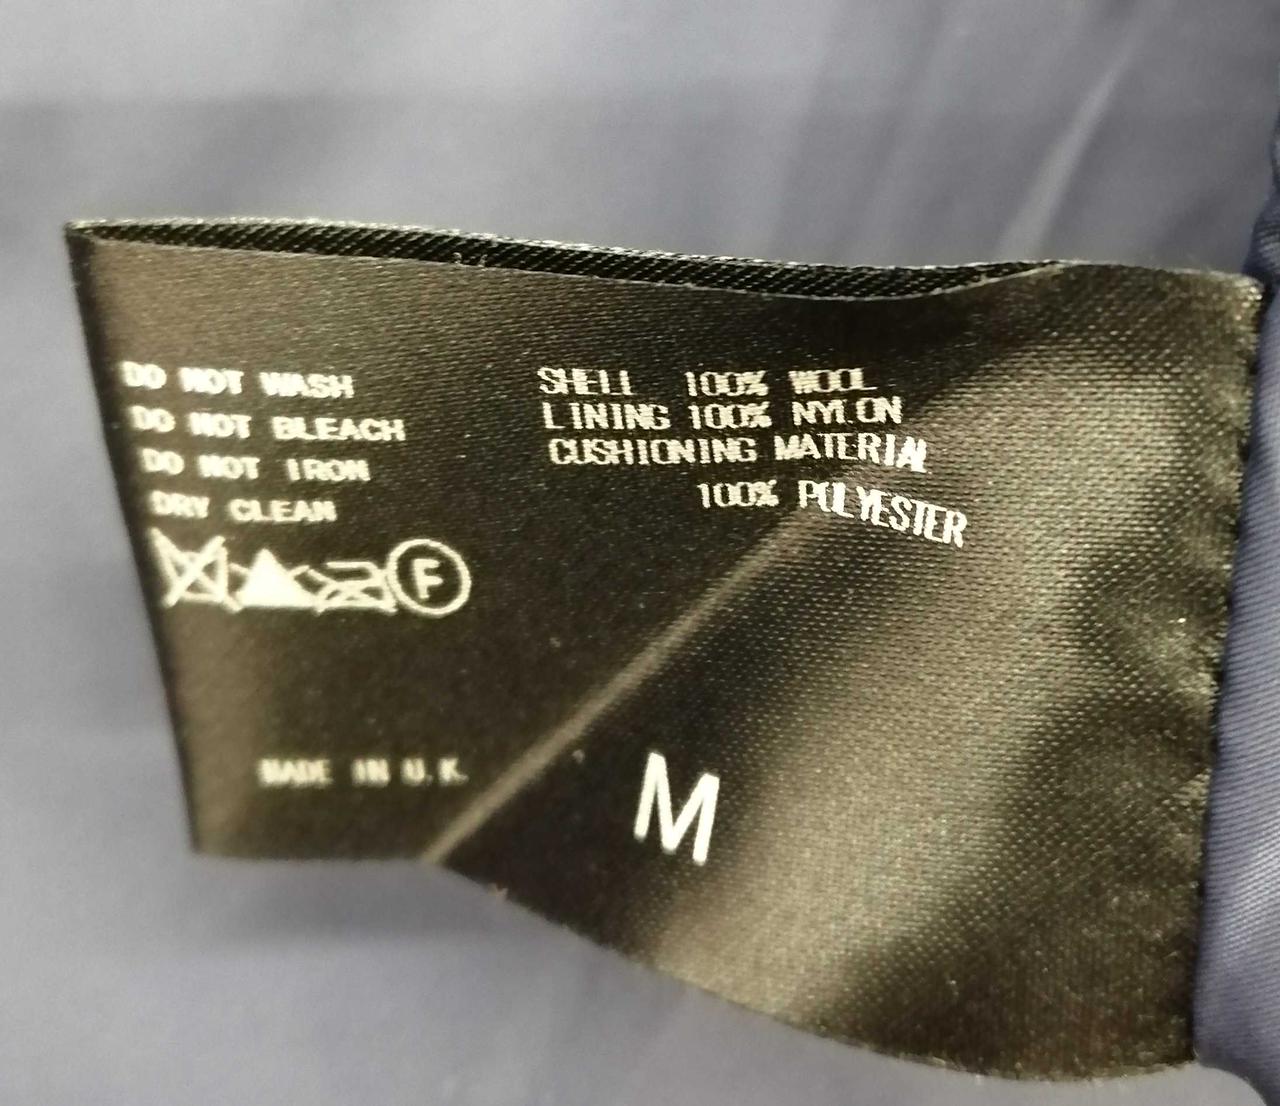 DO NOT WASH
DO NOT BLEACH
DO NOT IRON
DRY CLEAN
F
MADE IN U.K.
SHELL 100% WOOL
LINING 100% NYLON
CUSHIONING MATERIAL
100% POLYESTER
M